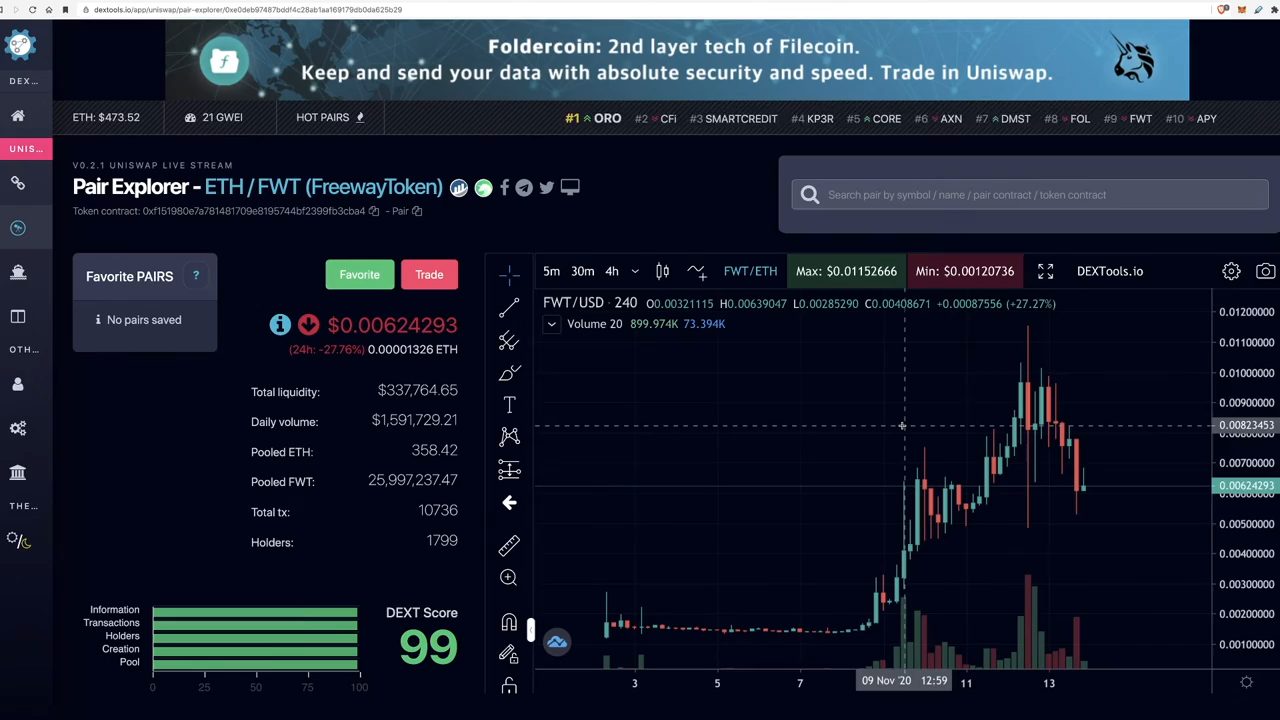 dextools.io/app/uniswap/pair-explorer/0xe0deb97487bddf4c28ab1aa169179db0da625b29
Foldercoin: 2nd layer tech of Filecoin.
Keep and send your data with absolute security and speed. Trade in Uniswap.
DEX...
ETH: $473.52
21 GWEI
HOT PAIRS
#1 ORO
#2 CFi
#3 SMARTCREDIT
#4 KP3R
#5 CORE
#6 AXN
#7 DMST
#8 FOL
#9 FWT
#10 APY
UNIS...
V0.2.1 UNISWAP LIVE STREAM
Pair Explorer - ETH / FWT (FreewayToken)
Token contract: 0xf151980e7a781481709e8195744bf2399fb3cba4 - Pair
Search pair by symbol / name / pair contract / token contract
Favorite PAIRS ?
No pairs saved
Favorite
Trade
$0.00624293
(24h: -27.76%) 0.00001326 ETH
Total liquidity: $337,764.65
Daily volume: $1,591,729.21
Pooled ETH: 358.42
Pooled FWT: 25,997,237.47
Total tx: 10736
Holders: 1799
OTH...
THE...
Information
Transactions
Holders
Creation
Pool
0 25 50 75 100
DEXT Score
99
5m 30m 4h
FWT/ETH
Max: $0.01152666
Min: $0.00120736
DEXTools.io
FWT/USD · 240 O0.00321115 H0.00639047 L0.00285290 C0.00408671 +0.00087556 (+27.27%)
Volume 20 899.974K 73.394K
0.01200000
0.01100000
0.01000000
0.00900000
0.00823453
0.00800000
0.00700000
0.00624293
0.00600000
0.00500000
0.00400000
0.00300000
0.00200000
0.00100000
3 5 7 09 Nov '20 12:59 11 13